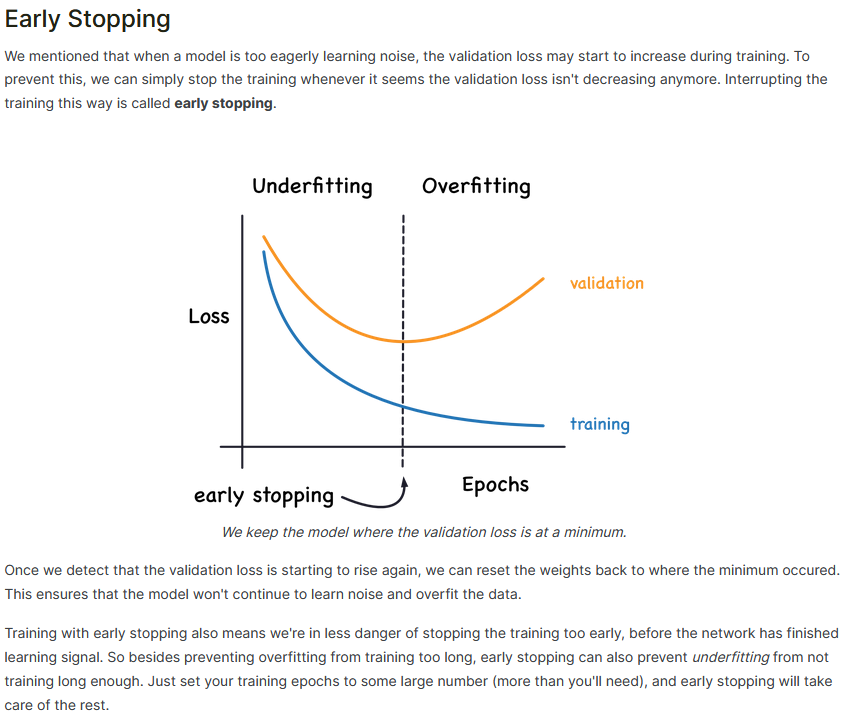 Early Stopping
We mentioned that when a model is too eagerly learning noise, the validation loss may start to increase during training. To
prevent this, we can simply stop the training whenever it seems the validation loss isn't decreasing anymore. Interrupting the
training this way is called early stopping.
Underfitting Overfitting
validation
Loss
training
Epochs
early stopping
We keep the model where the validation loss is at a minimum.
Once we detect that the validation loss is starting to rise again, we can reset the weights back to where the minimum occured.
This ensures that the model won't continue to learn noise and overfit the data.
Training with early stopping also means we're in less danger of stopping the training too early, before the network has finished
learning signal. So besides preventing overfitting from training too long, early stopping can also prevent underfitting from not
training long enough. Just set your training epochs to some large number (more than you'll need), and early stopping will take
care of the rest.